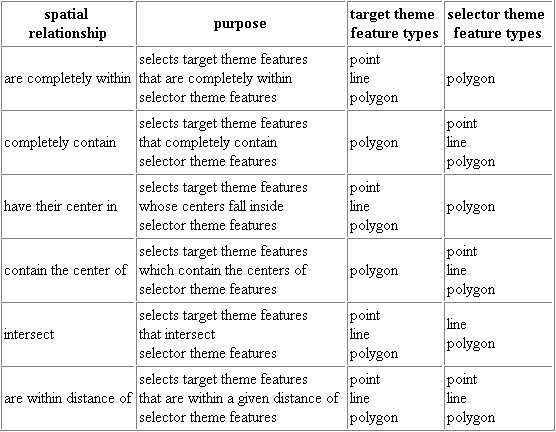 spatial
relationship
purpose
target theme
feature types
selector theme
feature types
are completely within
selects target theme features
that are completely within
selector theme features
point
line
polygon
polygon
completely contain
selects target theme features
that completely contain
selector theme features
polygon
point
line
polygon
have their center in
selects target theme features
whose centers fall inside
selector theme features
point
line
polygon
polygon
contain the center of
selects target theme features
which contain the centers of
selector theme features
polygon
point
line
polygon
intersect
selects target theme features
that intersect
selector theme features
point
line
polygon
line
polygon
are within distance of
selects target theme features
that are within a given distance of
selector theme features
point
line
polygon
point
line
polygon